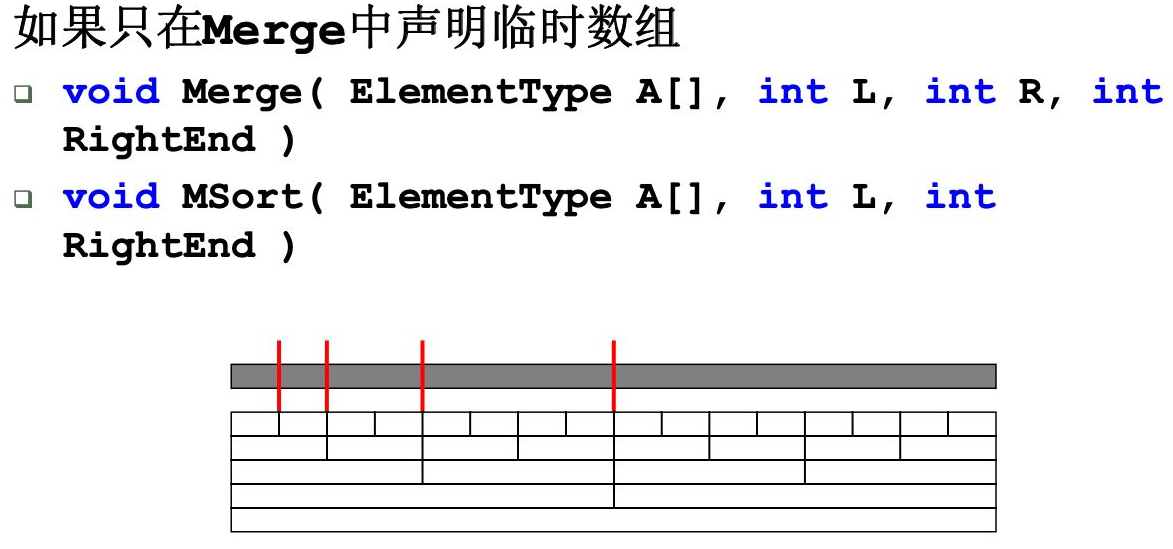 如果只在Merge中声明临时数组
void Merge( ElementType A[], int L, int R, int
RightEnd )
void MSort( ElementType A[], int L, int
RightEnd )